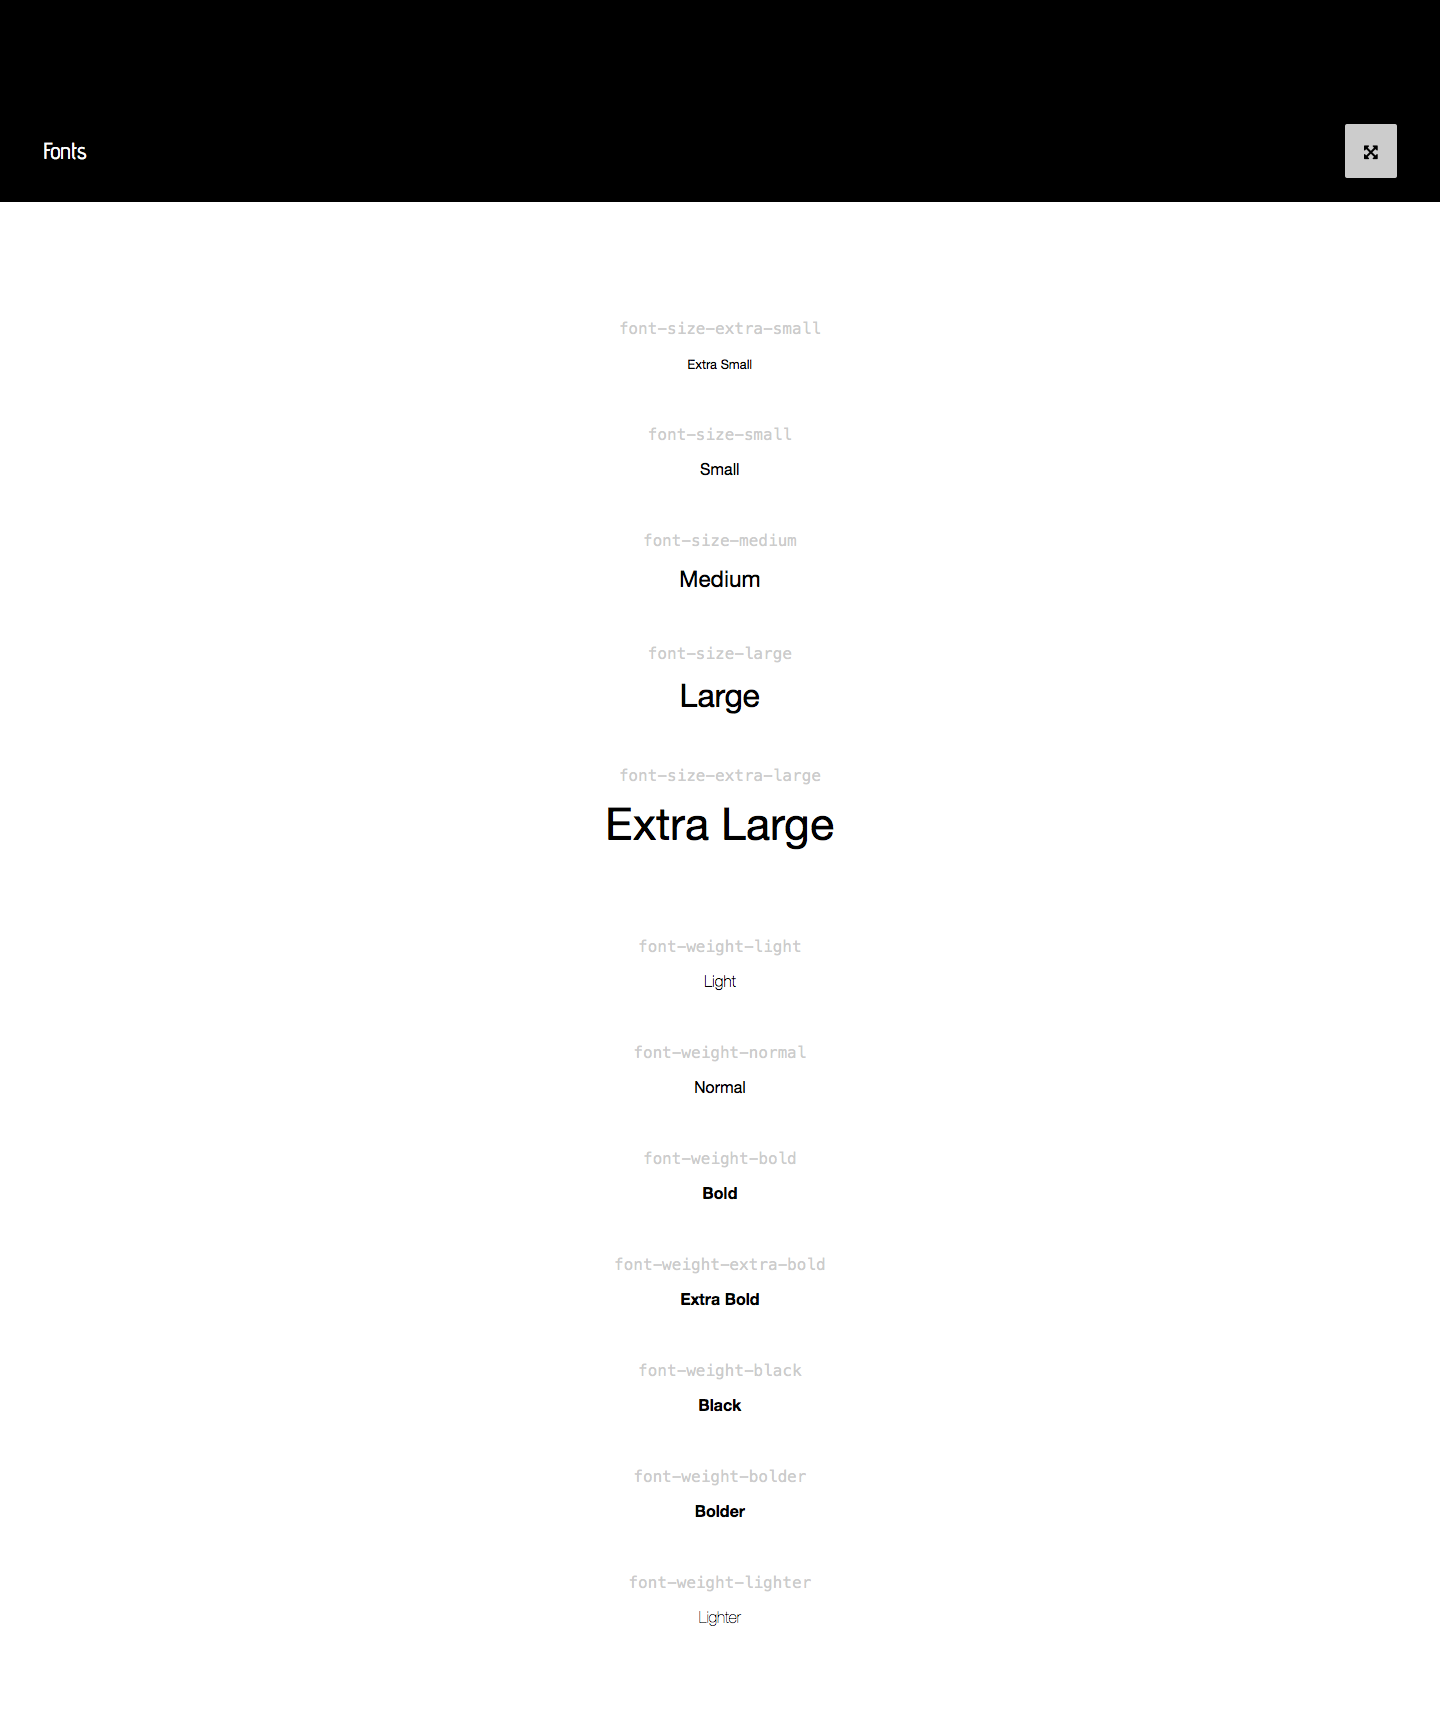 Fonts
font-size-extra-small
Extra Small
font-size-small
Small
font-size-medium
Medium
font-size-large
Large
font-size-extra-large
Extra Large
font-weight-light
Light
font-weight-normal
Normal
font-weight-bold
Bold
font-weight-extra-bold
Extra Bold
font-weight-black
Black
font-weight-bolder
Bolder
font-weight-lighter
Lighter